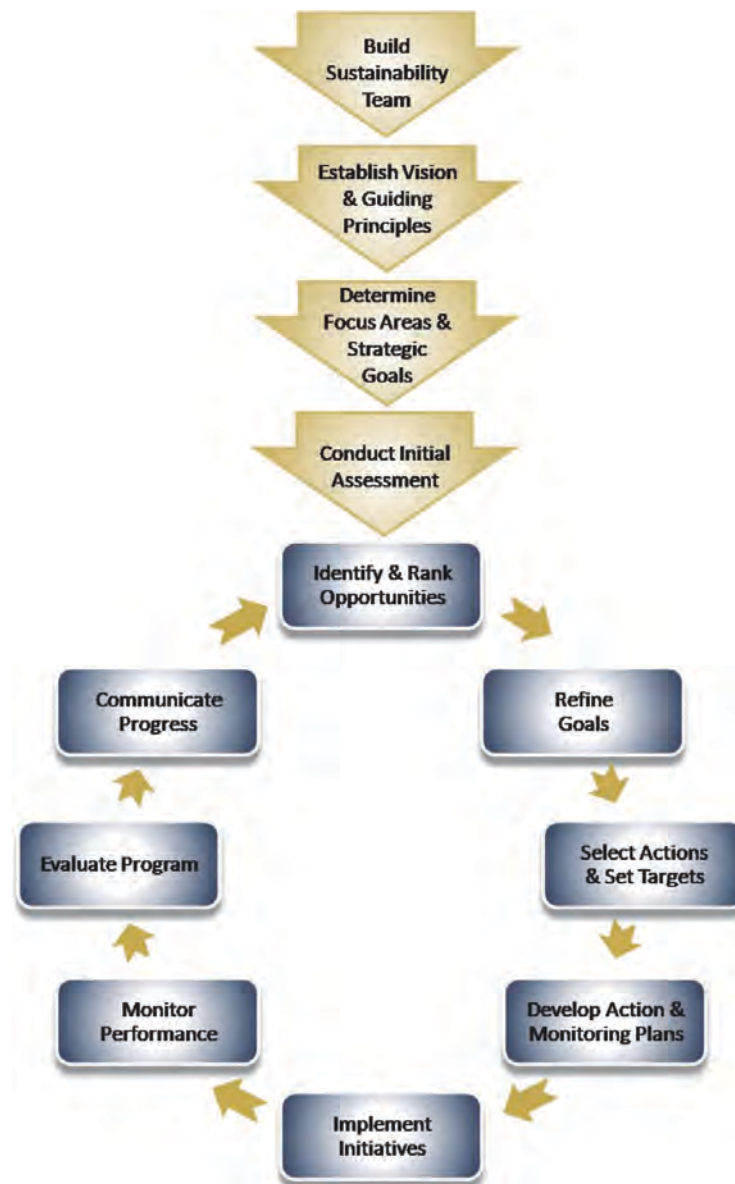 Build
Sustainability
Team
Establish Vision
& Guiding
Principles
Determine
Focus Areas &
Strategic
Goals
Conduct Initial
Assessment
Identify & Rank
Opportunities
Refine
Goals
Select Actions
& Set Targets
Develop Action &
Monitoring Plans
Implement
Initiatives
Monitor
Performance
Evaluate Program
Communicate
Progress